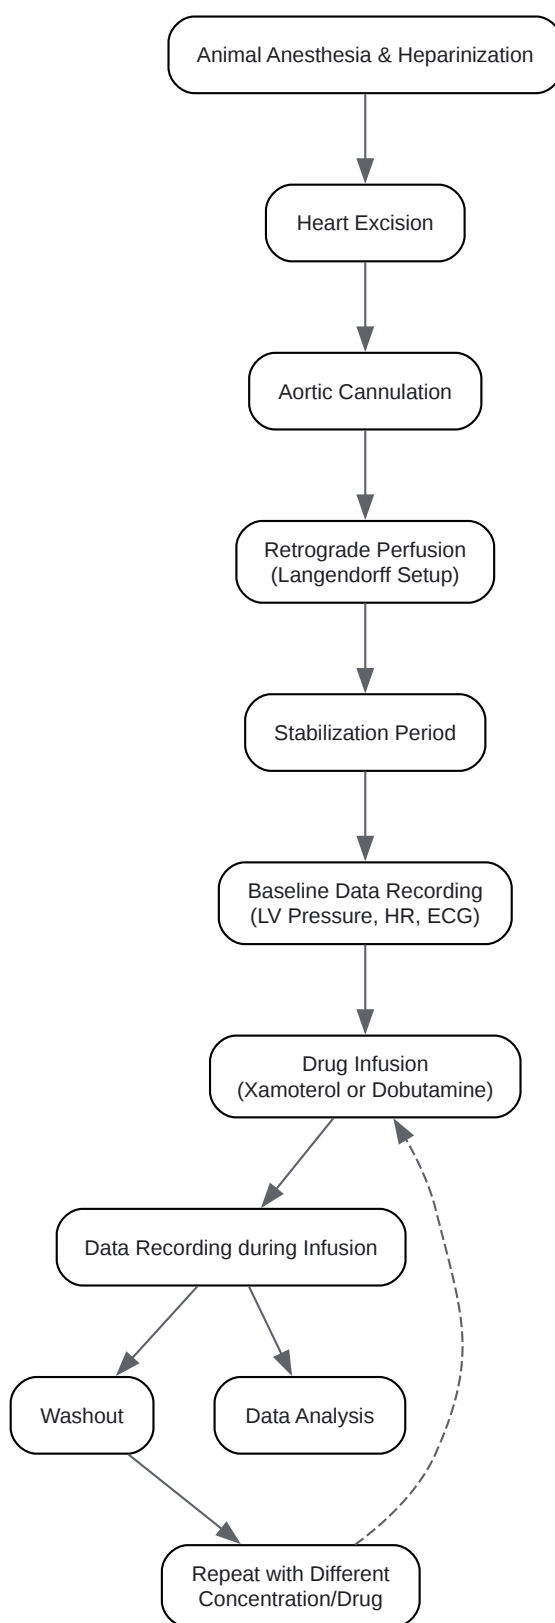 Animal Anesthesia & Heparinization
Heart Excision
Aortic Cannulation
Retrograde Perfusion
(Langendorff Setup)
Stabilization Period
Baseline Data Recording
(LV Pressure, HR, ECG)
Drug Infusion
(Xamoterol or Dobutamine)
Data Recording during Infusion
Washout
Data Analysis
Repeat with Different
Concentration/Drug